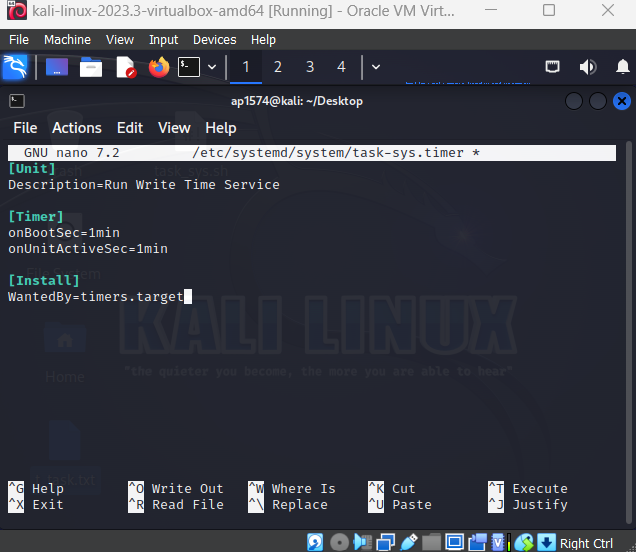 kali-linux-2023.3-virtualbox-amd64 [Running] - Oracle VM Virt...
File Machine View Input Devices Help
1 2 3 4
ap1574@kali: ~/Desktop
File Actions Edit View Help
GNU nano 7.2 /etc/systemd/system/task-sys.timer *
[Unit]
Description=Run Write Time Service
[Timer]
onBootSec=1min
onUnitActiveSec=1min
File System
[Install]
WantedBy=timers.target
KALI LINUX
"the quieter you become, the more you are able to hear"
Home
^G Help ^O Write Out ^W Where Is ^K Cut ^T Execute
^X Exit ^R Read File ^\ Replace ^U Paste ^J Justify
Right Ctrl